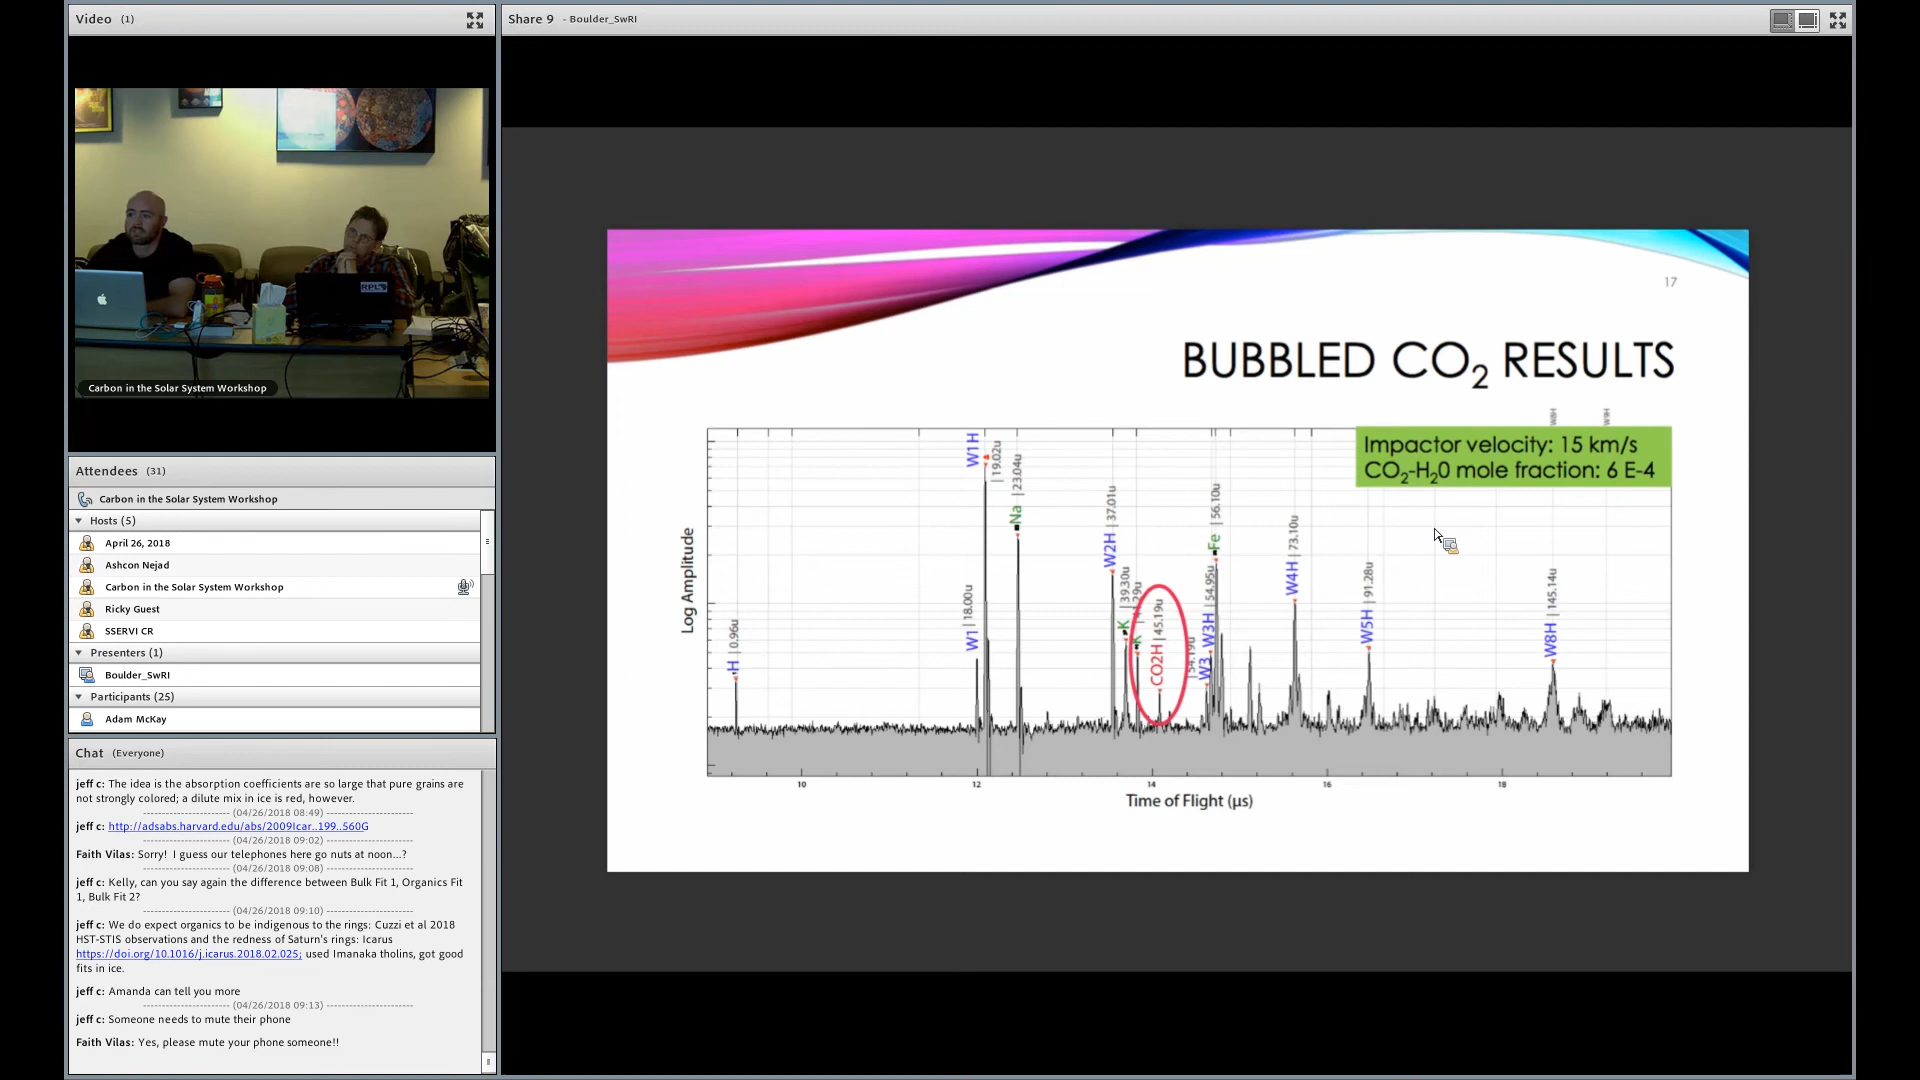 Video (1)
RPL
Carbon in the Solar System Workshop
Attendees (31)
Carbon in the Solar System Workshop
Hosts (5)
April 26, 2018
Ashcon Nejad
Carbon in the Solar System Workshop
Ricky Guest
SSERVI CR
Presenters (1)
Boulder_SwRI
Participants (25)
Adam McKay
Chat (Everyone)
jeff c: The idea is the absorption coefficients are so large that pure grains are
not strongly colored; a dilute mix in ice is red, however.
(04/26/2018 08:49)
jeff c: http://adsabs.harvard.edu/abs/2009Icar..199..560G
(04/26/2018 09:02)
Faith Vilas: Sorry! I guess our telephones here go nuts at noon...?
(04/26/2018 09:08)
jeff c: Kelly, can you say again the difference between Bulk Fit 1, Organics Fit
1, Bulk Fit 2?
(04/26/2018 09:10)
jeff c: We do expect organics to be indigenous to the rings: Cuzzi et al 2018
HST-STIS observations and the redness of Saturn's rings: Icarus
https://doi.org/10.1016/j.icarus.2018.02.025; used Imanaka tholins, got good
fits in ice.
jeff c: Amanda can tell you more
(04/26/2018 09:13)
jeff c: Someone needs to mute their phone
Faith Vilas: Yes, please mute your phone someone!!
Share 9 - Boulder_SwRI
17
BUBBLED CO2 RESULTS
Impactor velocity: 15 km/s
CO2-H20 mole fraction: 6 E-4
Log Amplitude
H | 0.96u
W1 | 18.00u
W1H | 19.02u
Na | 23.04u
W2H | 37.01u
K | 39.30u
K
CO2H | 45.19u
W3 | 54.19u
W3H | 54.95u
Fe | 56.10u
W4H | 73.10u
W5H | 91.28u
W8H | 145.14u
W8H
W9H
10 12 14 16 18
Time of Flight (µs)